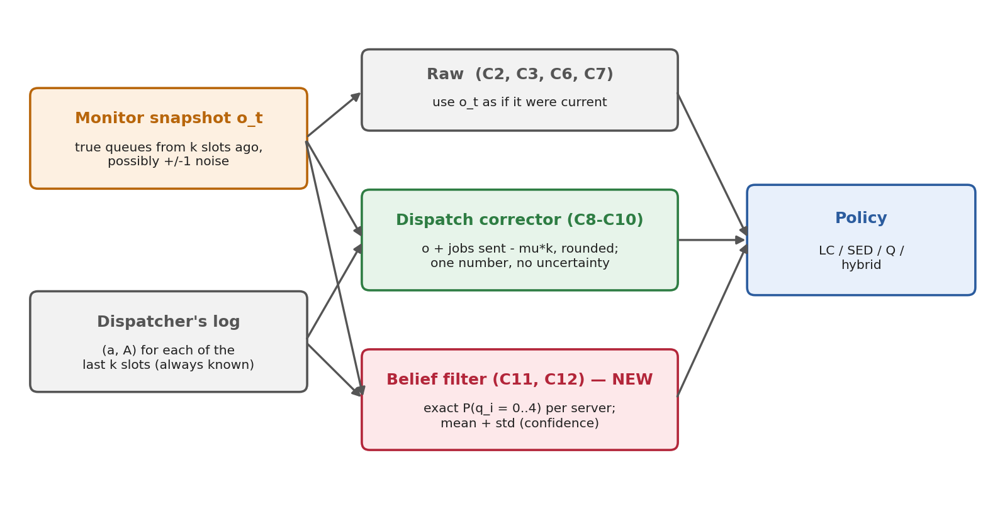 Monitor snapshot o_t
true queues from k slots ago,
possibly +/-1 noise
Dispatcher's log
(a, A) for each of the
last k slots (always known)
Raw  (C2, C3, C6, C7)
use o_t as if it were current
Dispatch corrector (C8-C10)
o + jobs sent - mu*k, rounded;
one number, no uncertainty
Belief filter (C11, C12) — NEW
exact P(q_i = 0..4) per server;
mean + std (confidence)
Policy
LC / SED / Q /
hybrid